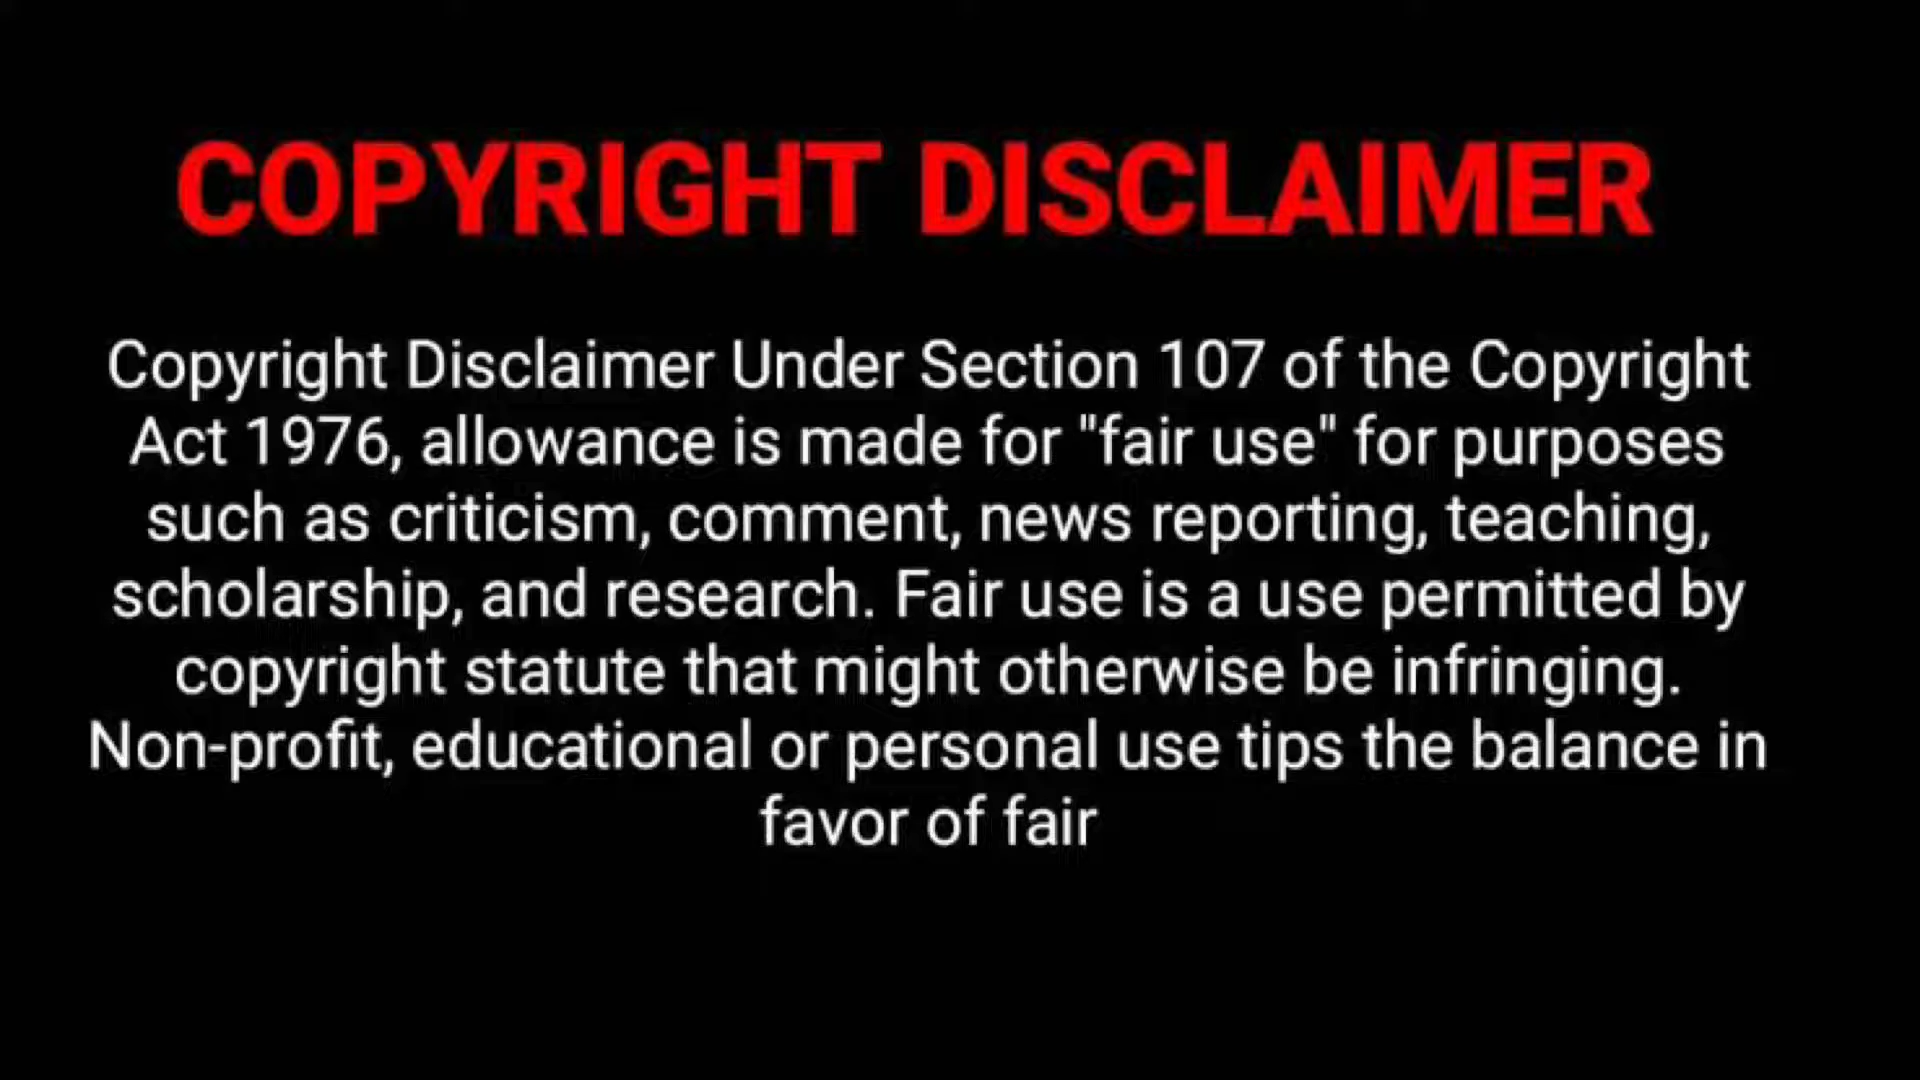 COPYRIGHT DISCLAIMER
Copyright Disclaimer Under Section 107 of the Copyright
Act 1976, allowance is made for "fair use" for purposes
such as criticism, comment, news reporting, teaching,
scholarship, and research. Fair use is a use permitted by
copyright statute that might otherwise be infringing.
Non-profit, educational or personal use tips the balance in
favor of fair